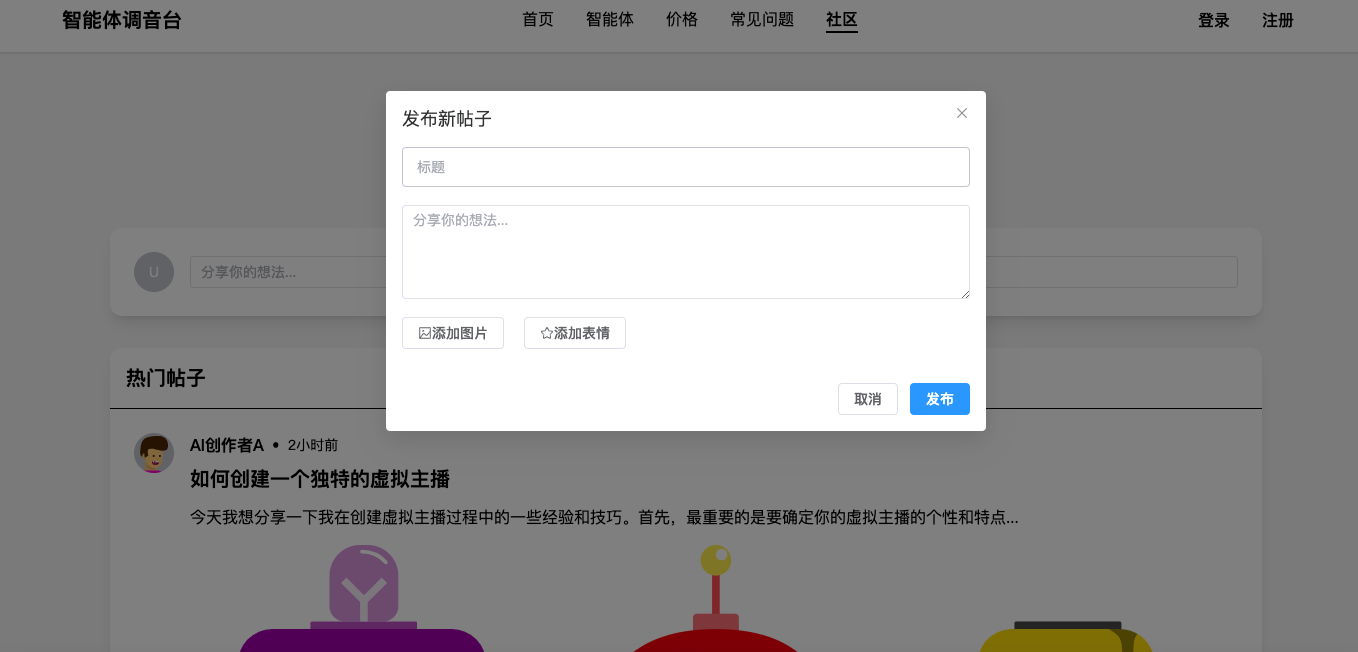 智能体调音台 首页 智能体 价格 常见问题 社区 登录 注册
发布新帖子
标题
分享你的想法...
U 分享你的想法...
添加图片 添加表情
热门帖子
取消 发布
AI创作者A • 2小时前
如何创建一个独特的虚拟主播
今天我想分享一下我在创建虚拟主播过程中的一些经验和技巧。首先，最重要的是要确定你的虚拟主播的个性和特点...